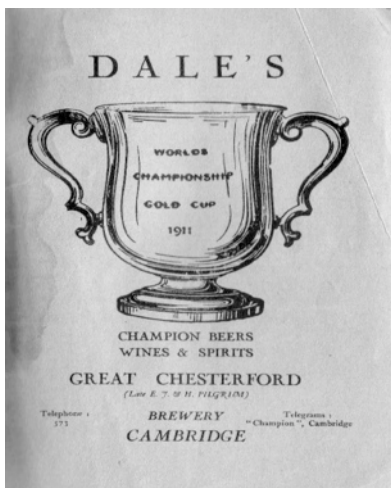 DALE'S
WORLDS
CHAMPIONSHIP
GOLD CUP
1911
CHAMPION BEERS
WINES & SPIRITS
GREAT CHESTERFORD
(Late E. J. & H. PILGRIM)
Telephone :
573
BREWERY
CAMBRIDGE
Telegrams :
"Champion", Cambridge